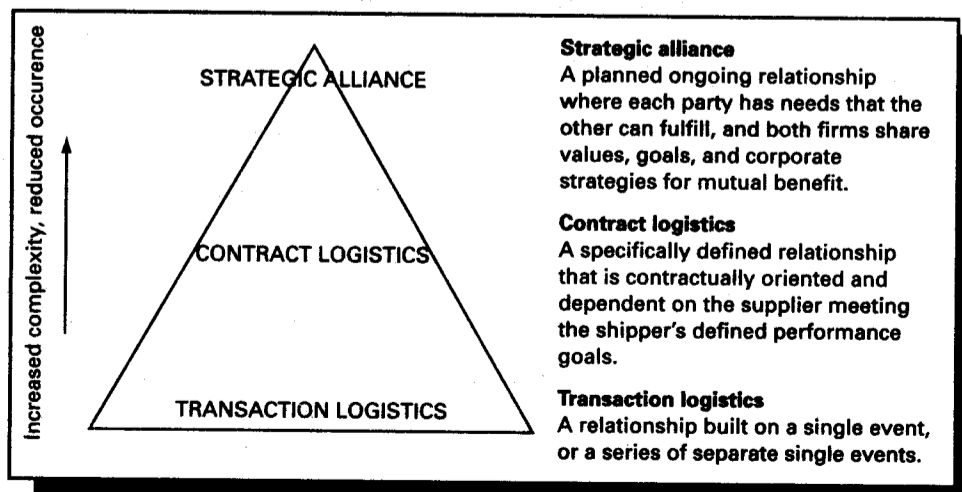 Increased complexity, reduced occurence
STRATEGIC ALLIANCE
CONTRACT LOGISTICS
TRANSACTION LOGISTICS
Strategic alliance
A planned ongoing relationship
where each party has needs that the
other can fulfill, and both firms share
values, goals, and corporate
strategies for mutual benefit.
Contract logistics
A specifically defined relationship
that is contractually oriented and
dependent on the supplier meeting
the shipper's defined performance
goals.
Transaction logistics
A relationship built on a single event,
or a series of separate single events.